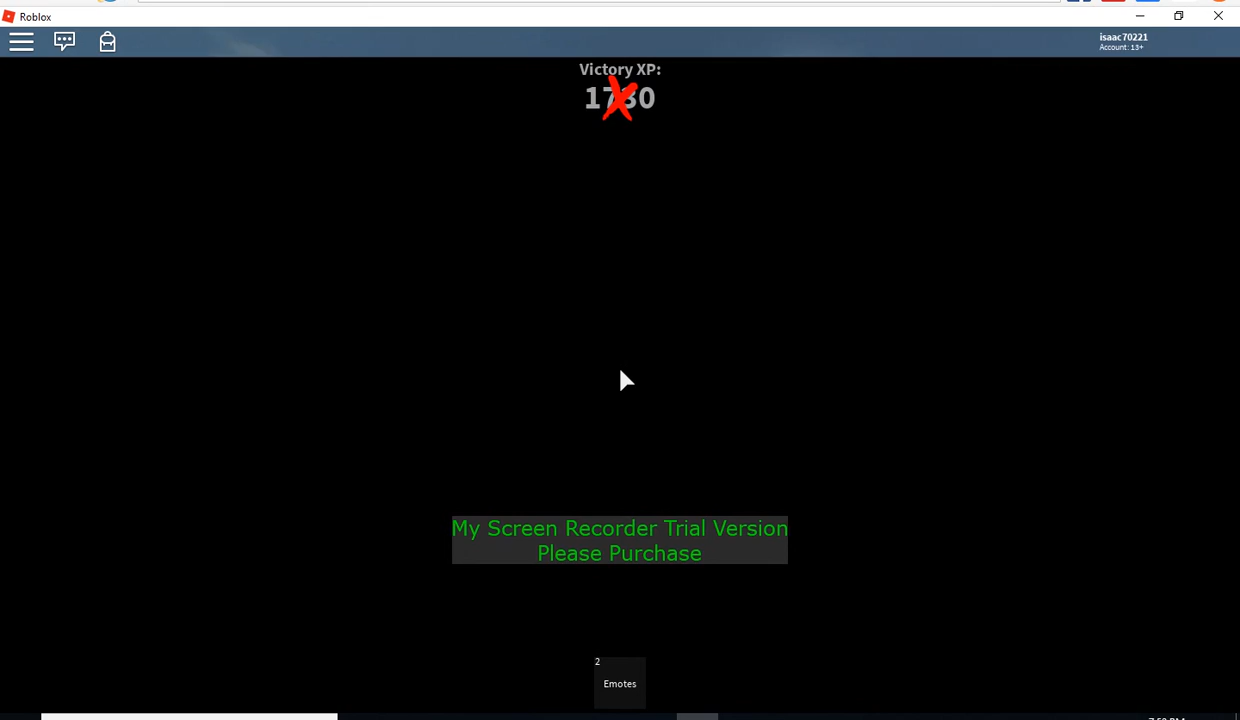 Roblox
isaac70221
Account: 13+
Victory XP:
My Screen Recorder Trial Version
Please Purchase
2
Emotes